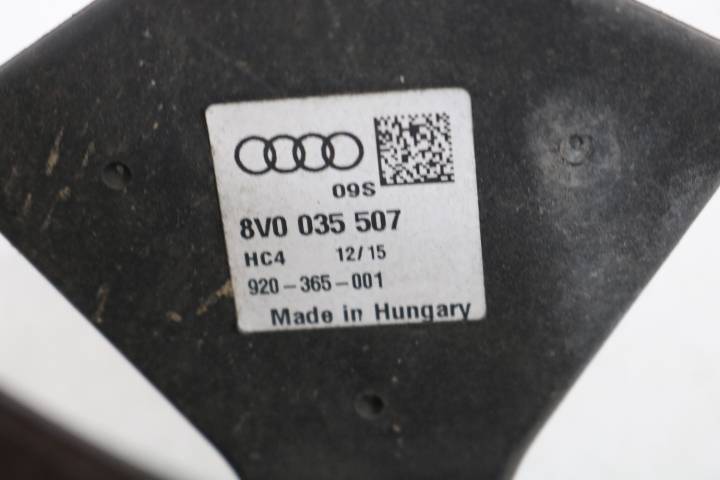 09S
8V0 035 507
HC4 12/15
920-365-001
Made in Hungary